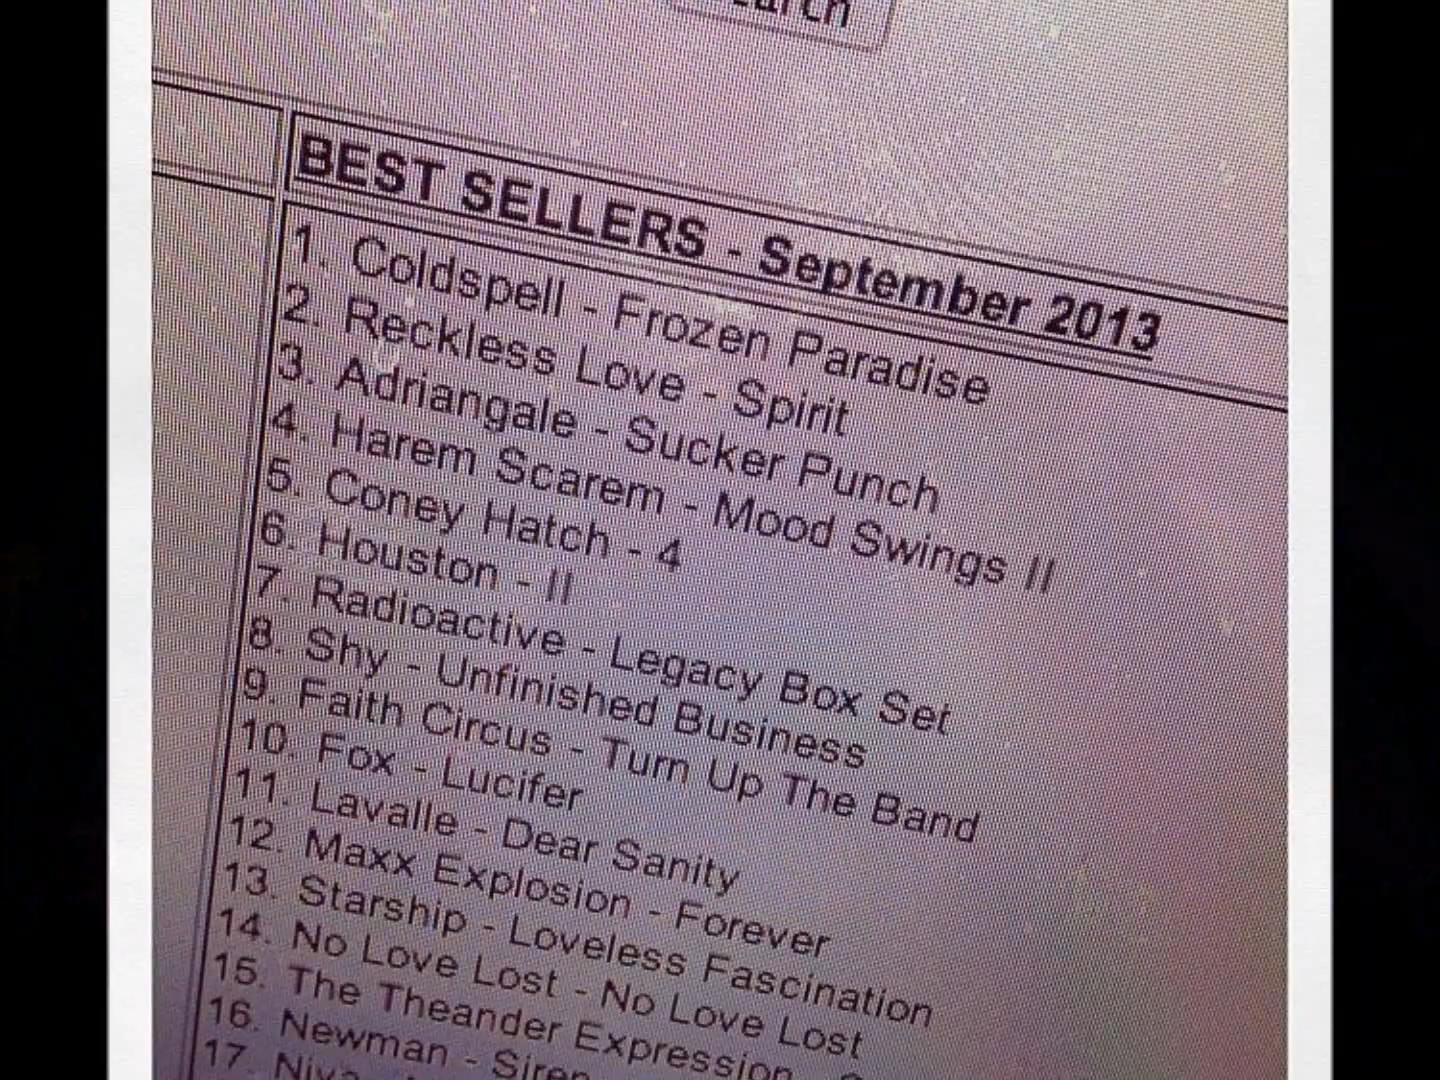 BEST SELLERS - September 2013
1. Coldspell - Frozen Paradise
2. Reckless Love - Spirit
3. Adriangale - Sucker Punch
4. Harem Scarem - Mood Swings II
5. Coney Hatch - 4
6. Houston - II
7. Radioactive - Legacy Box Set
8. Shy - Unfinished Business
9. Faith Circus - Turn Up The Band
10. Fox - Lucifer
11. Lavalle - Dear Sanity
12. Maxx Explosion - Forever
13. Starship - Loveless Fascination
14. No Love Lost - No Love Lost
15. The Theander Expression -
16. Newman - Siren
17.